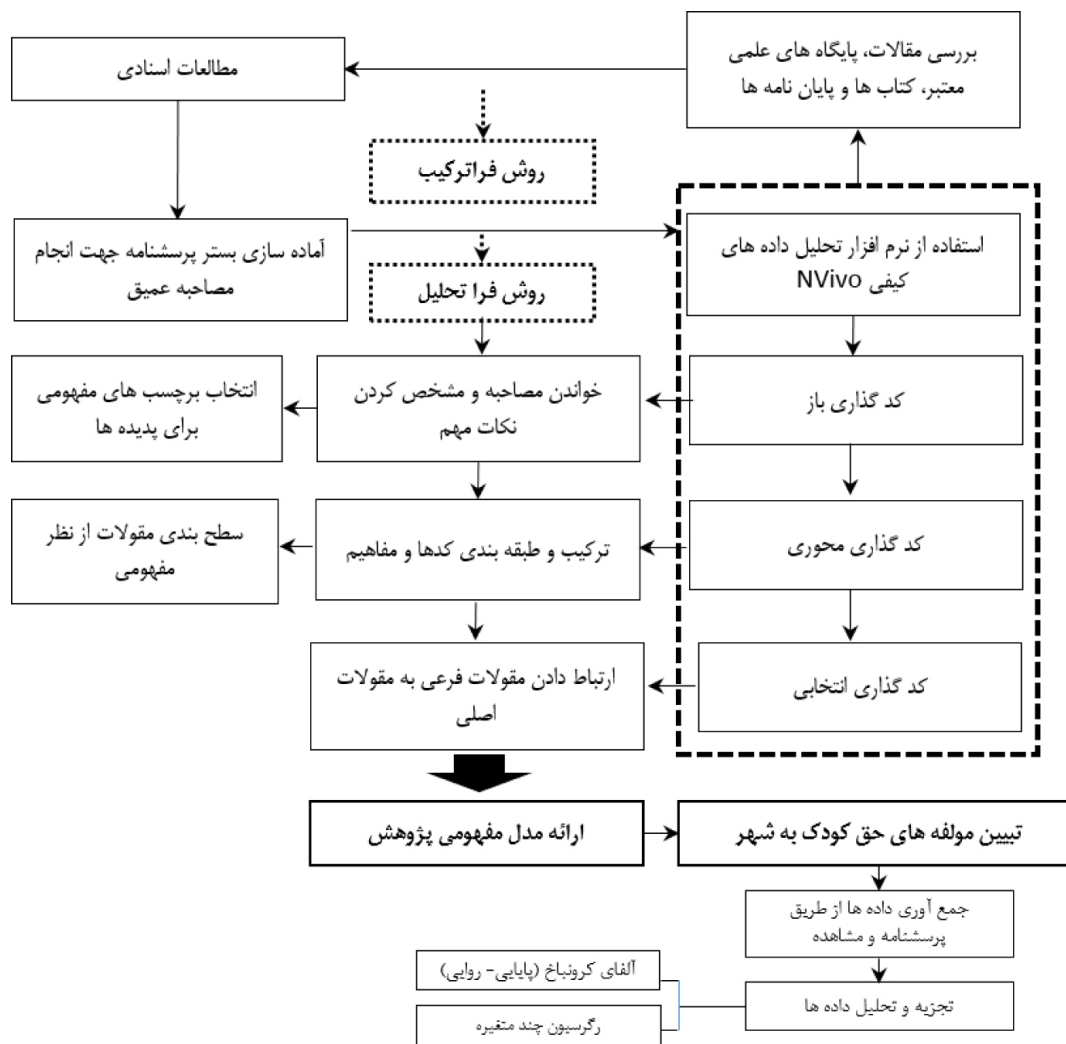 بررسی مقالات، پایگاه های علمی
معتبر، کتاب ها و پایان نامه ها
مطالعات اسنادی
روش فراترکیب
استفاده از نرم افزار تحلیل داده های
کیفی NVivo
آماده سازی بستر پرسشنامه جهت انجام
مصاحبه عمیق
روش فرا تحلیل
کد گذاری باز
خواندن مصاحبه و مشخص کردن
نکات مهم
انتخاب برچسب های مفهومی
برای پدیده ها
کد گذاری محوری
ترکیب و طبقه بندی کدها و مفاهیم
سطح بندی مقولات از نظر
مفهومی
کد گذاری انتخابی
ارتباط دادن مقولات فرعی به مقولات
اصلی
ارائه مدل مفهومی پژوهش
تبیین مولفه های حق کودک به شهر
جمع آوری داده ها از طریق
پرسشنامه و مشاهده
تجزیه و تحلیل داده ها
آلفای کرونباخ (پایایی- روایی)
رگرسیون چند متغیره